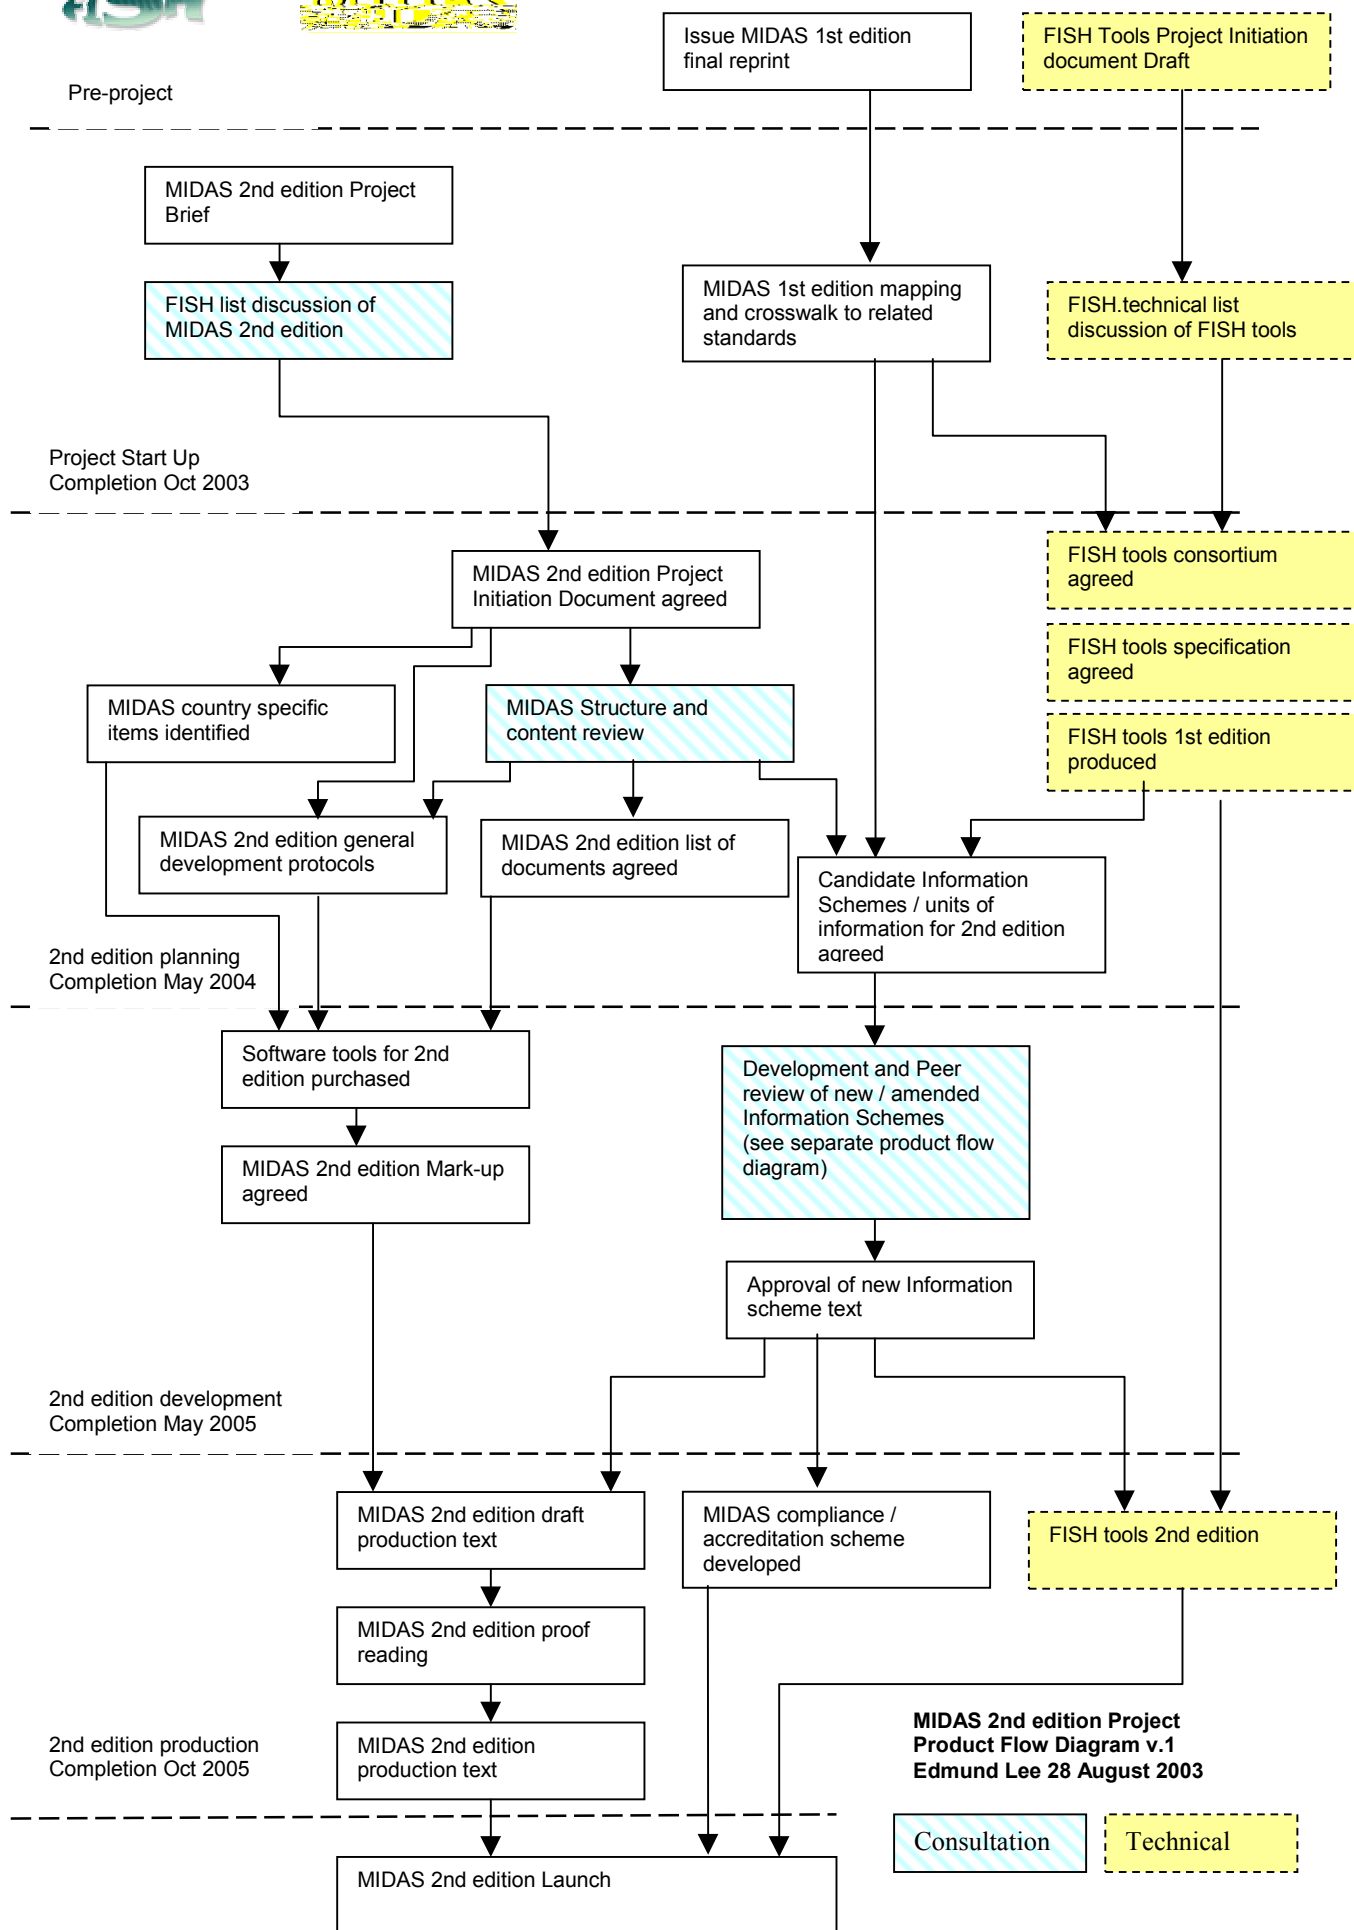 FISH
Issue MIDAS 1st edition
final reprint
FISH Tools Project Initiation
document Draft
Pre-project
MIDAS 2nd edition Project
Brief
FISH list discussion of
MIDAS 2nd edition
MIDAS 1st edition mapping
and crosswalk to related
standards
FISH.technical list
discussion of FISH tools
Project Start Up
Completion Oct 2003
MIDAS 2nd edition Project
Initiation Document agreed
FISH tools consortium
agreed
FISH tools specification
agreed
MIDAS country specific
items identified
MIDAS Structure and
content review
FISH tools 1st edition
produced
MIDAS 2nd edition general
development protocols
MIDAS 2nd edition list of
documents agreed
Candidate Information
Schemes / units of
information for 2nd edition
agreed
2nd edition planning
Completion May 2004
Software tools for 2nd
edition purchased
Development and Peer
review of new / amended
Information Schemes
(see separate product flow
diagram)
MIDAS 2nd edition Mark-up
agreed
Approval of new Information
scheme text
2nd edition development
Completion May 2005
MIDAS 2nd edition draft
production text
MIDAS compliance /
accreditation scheme
developed
FISH tools 2nd edition
MIDAS 2nd edition proof
reading
2nd edition production
Completion Oct 2005
MIDAS 2nd edition
production text
MIDAS 2nd edition Project
Product Flow Diagram v.1
Edmund Lee 28 August 2003
Consultation
Technical
MIDAS 2nd edition Launch